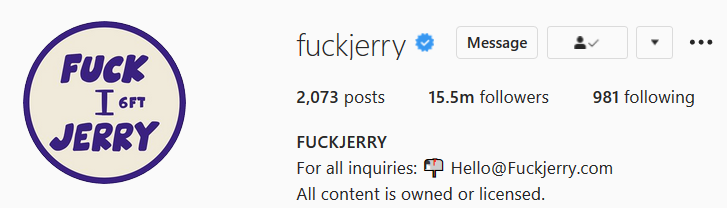 FUCK
6FT
JERRY
fuckjerry Message
2,073 posts 15.5m followers 981 following
FUCKJERRY
For all inquiries: 📬 Hello@Fuckjerry.com
All content is owned or licensed.